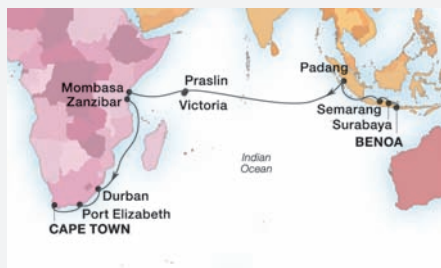 Padang
Praslin
Mombasa
Zanzibar
Victoria
Semarang
Surabaya
BENOA
Indian
Ocean
Durban
Port Elizabeth
CAPE TOWN